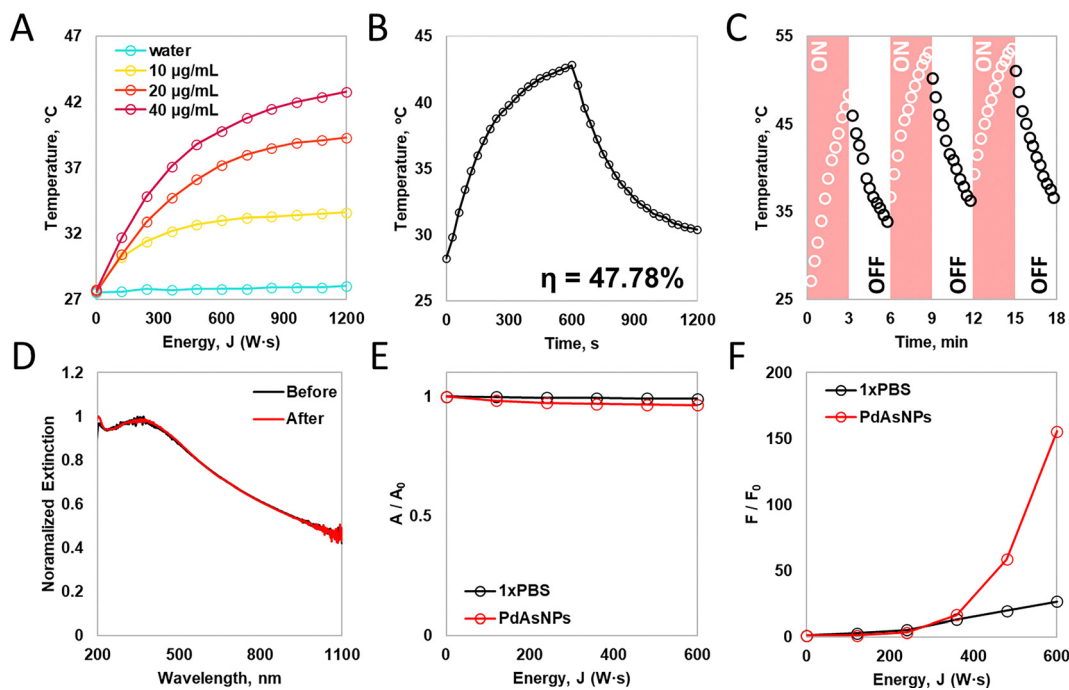 A
B
C
47
42
37
32
27
Temperature, °C
water
10 µg/mL
20 µg/mL
40 µg/mL
0
300
600
900
1200
Energy, J (W·s)
45
40
35
30
25
Temperature, °C
η = 47.78%
0
300
600
900
1200
Time, s
55
45
35
25
Temperature, °C
ON
OFF
ON
OFF
ON
OFF
0
3
6
9
12
15
18
Time, min
D
E
F
1.2
1
0.8
0.6
0.4
0.2
0
Noramalized Extinction
Before
After
200
500
800
1100
Wavelength, nm
1
0.5
0
A / A0
1xPBS
PdAsNPs
0
200
400
600
Energy, J (W·s)
200
150
100
50
0
F / F0
1xPBS
PdAsNPs
0
200
400
600
Energy, J (W·s)